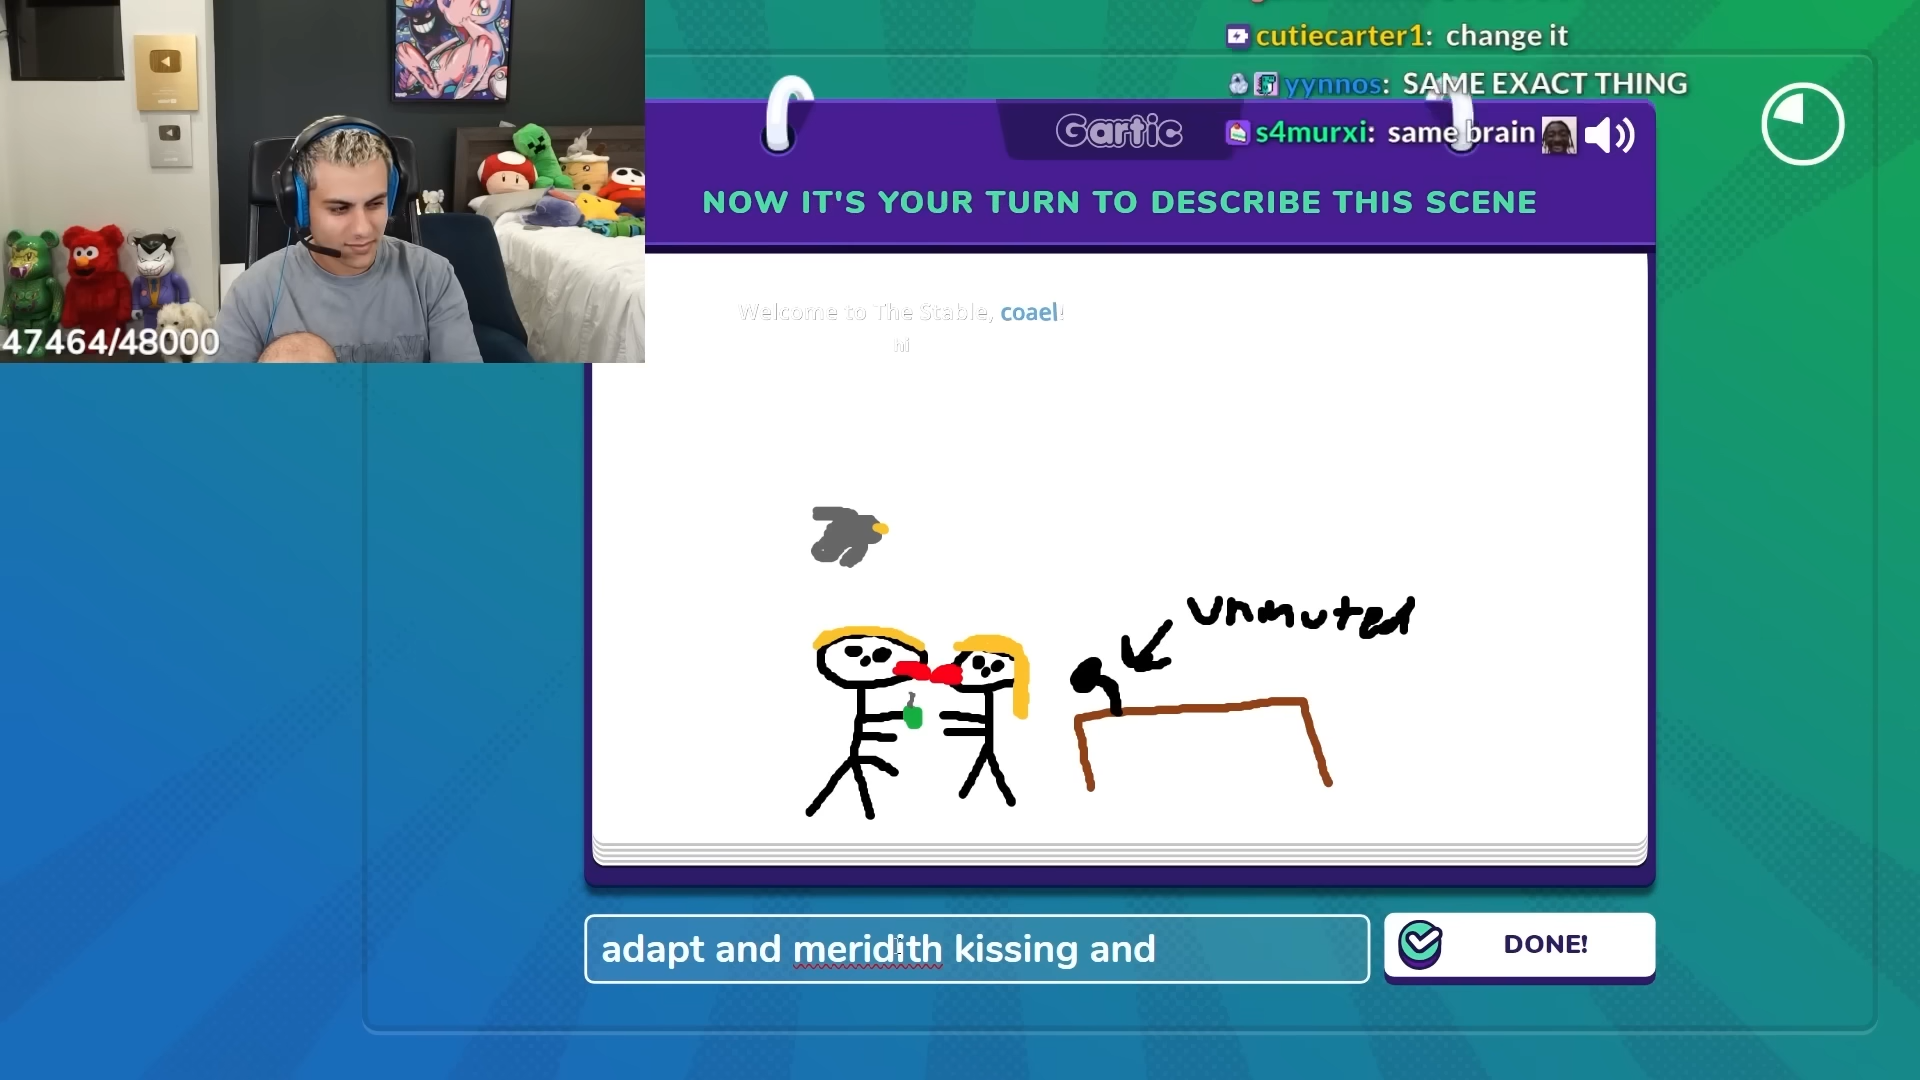 cutiecarter1: change it
yynnos: SAME EXACT THING
s4murxi: same brain
Gartic
NOW IT'S YOUR TURN TO DESCRIBE THIS SCENE
Welcome to The Stable, coael!
hi
47464/48000
unmuted
adapt and meridith kissing and
DONE!